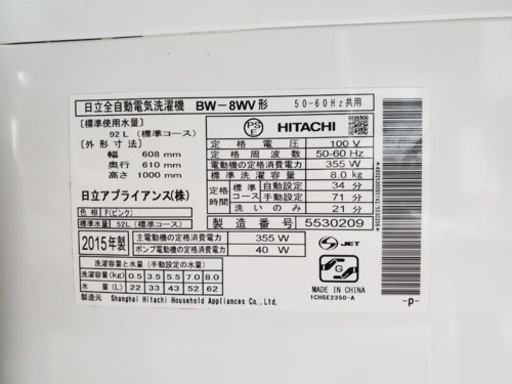 日立全自動電気洗濯機 BW-8WV形 50-60Hz共用
〔標準使用水量〕
92L（標準コース）
〔外形寸法〕
幅 608 mm
奥行 610 mm
高さ 1000 mm
日立アプライアンス(株)
色相 P(ピンク)
標準水量 52L（標準コース）
PSE
HITACHI
定格電圧 100 V
定格周波数 50-60 Hz
電動機の定格消費電力 355 W
標準洗濯容量 8.0 kg
定格時間 標準コース 自動設定 34 分
手動設定 71 分
洗いのみ 21 分
製造番号 5530209
2015年製
主電動機の定格消費電力 355 W
ポンプ電動機の定格消費電力 40 W
洗濯容量と水量（手動設定の水量）
洗濯容量(kg) 0.5 3.5 5.5 7.0 8.0
水量(L) 22 33 43 52 62
製造元 Shanghai Hitachi Household Appliances Co.,Ltd.
S JET
G
MADE IN CHINA
1CHSE2350-A
-p-